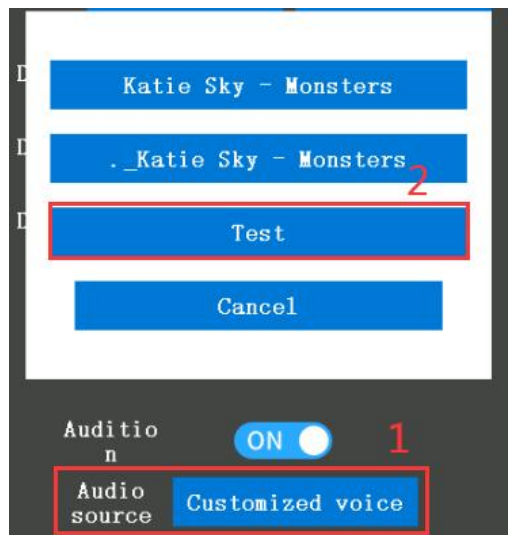 D
Katie Sky - Monsters
D
._Katie Sky - Monsters
2
D
Test
Cancel
Auditio
n
ON
1
Audio
source
Customized voice